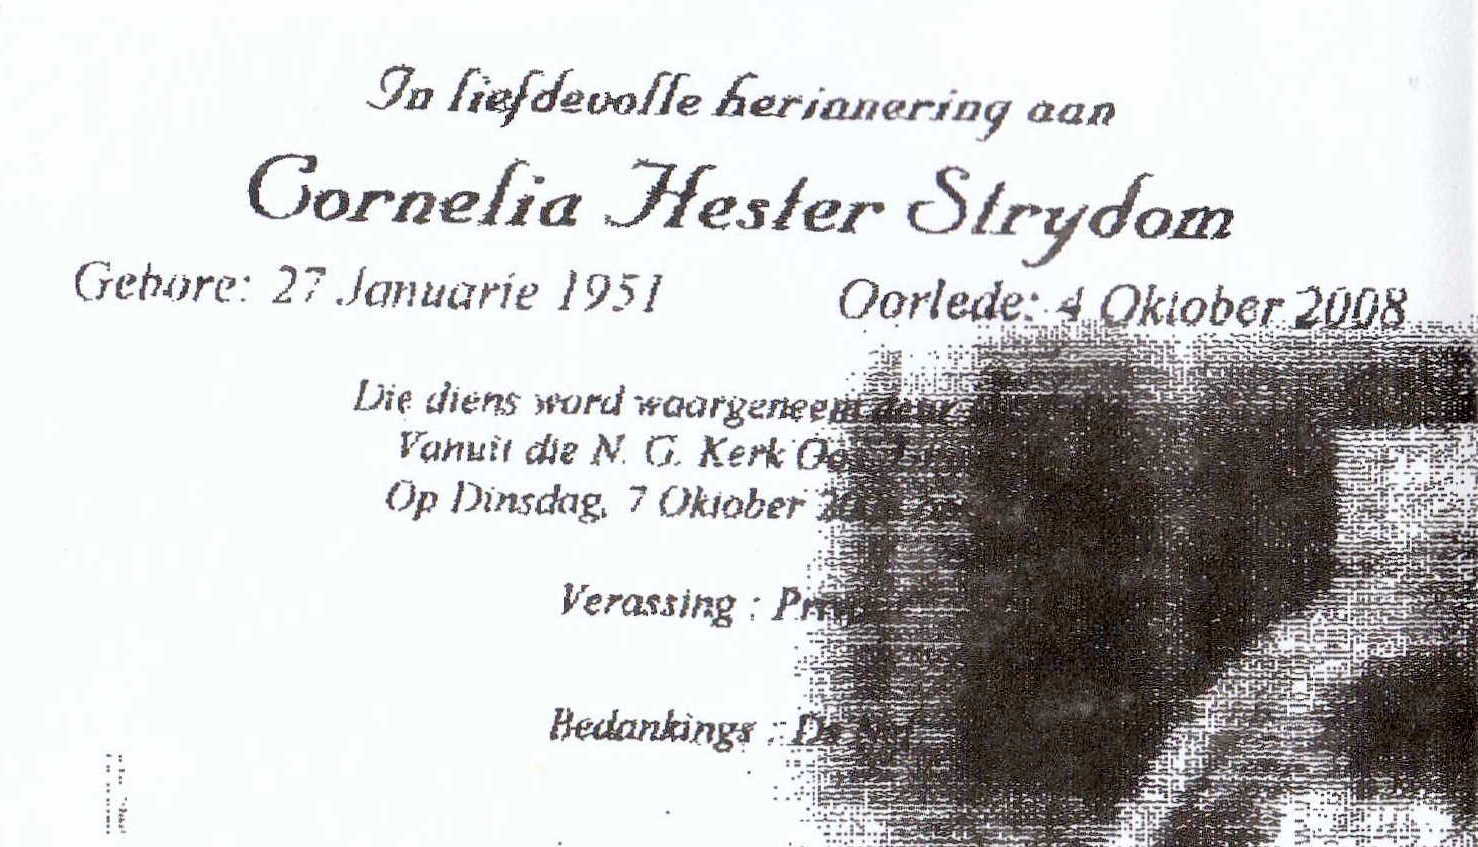 In liefdevolle herinnering aan
Cornelia Hester Strydom
Gebore: 27 Januarie 1951 Oorlede: 4 Oktober 2008
Die diens word waargeneem deur
Vanuit die N. G. Kerk
Op Dinsdag, 7 Oktober
Verassing :
Bedankings :